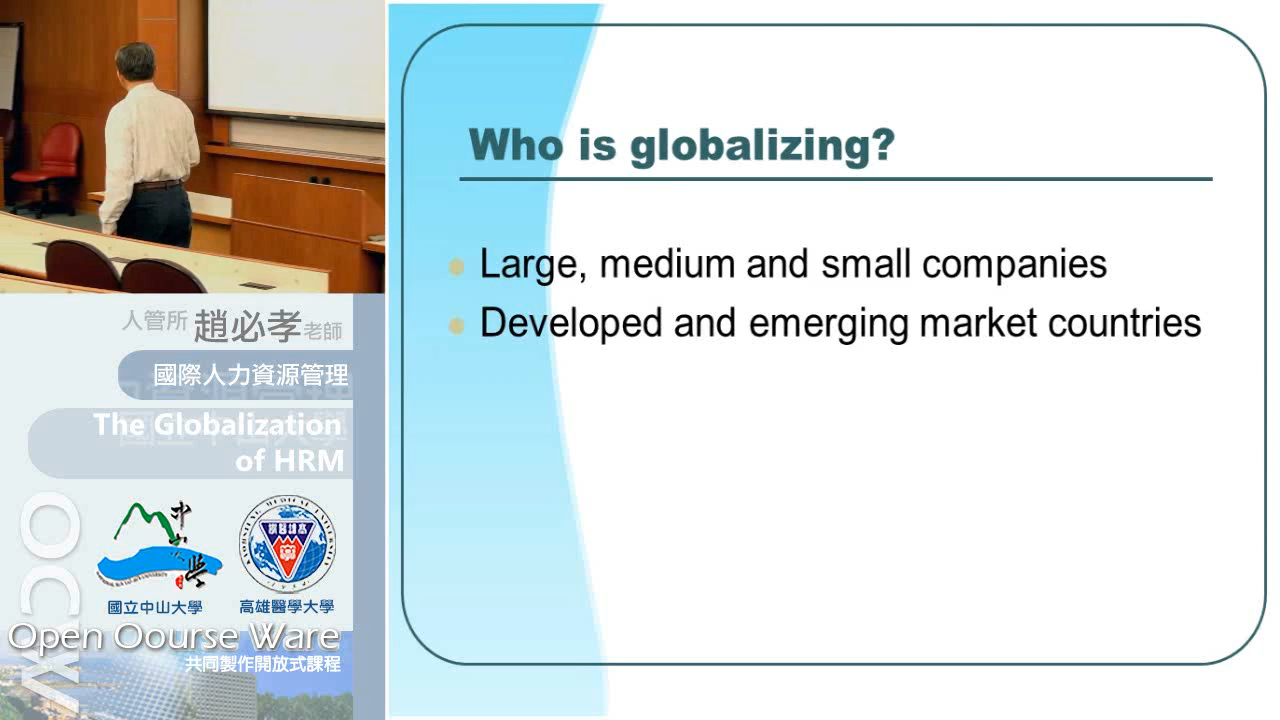 人管所 趙必孝老師
國際人力資源管理
The Globalization
of HRM
國立中山大學
高雄醫學大學
Open Oourse Ware
共同製作開放式課程
OCW
Who is globalizing?
Large, medium and small companies
Developed and emerging market countries